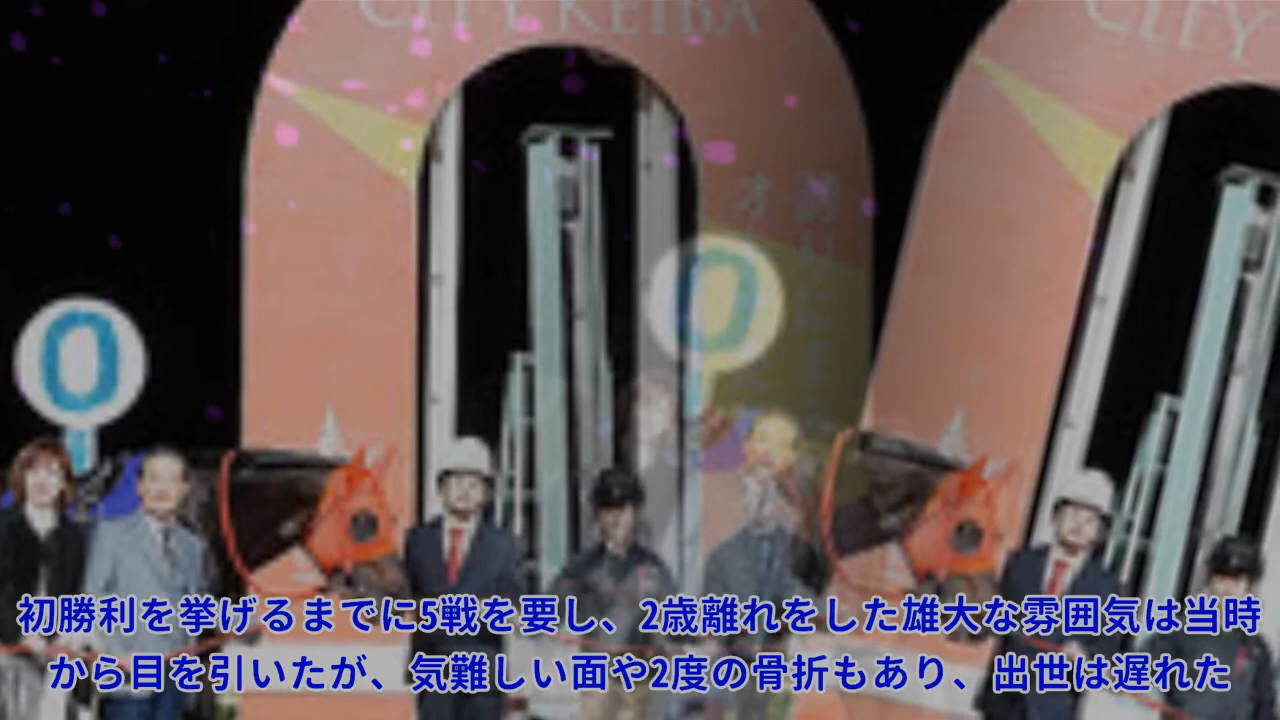 CITY KEIBA
CITY
初勝利を挙げるまでに5戦を要し、2歳離れをした雄大な雰囲気は当時
から目を引いたが、気難しい面や2度の骨折もあり、出世は遅れた